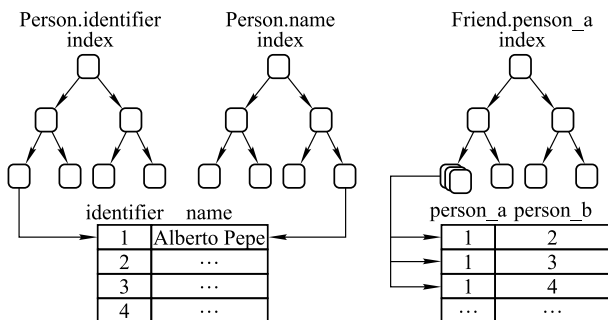 Person.identifier index
Person.name index
Friend.penson_a index
identifier name
1 Alberto Pepe
2 ···
3 ···
4 ···
person_a person_b
1 2
1 3
1 4
··· ···